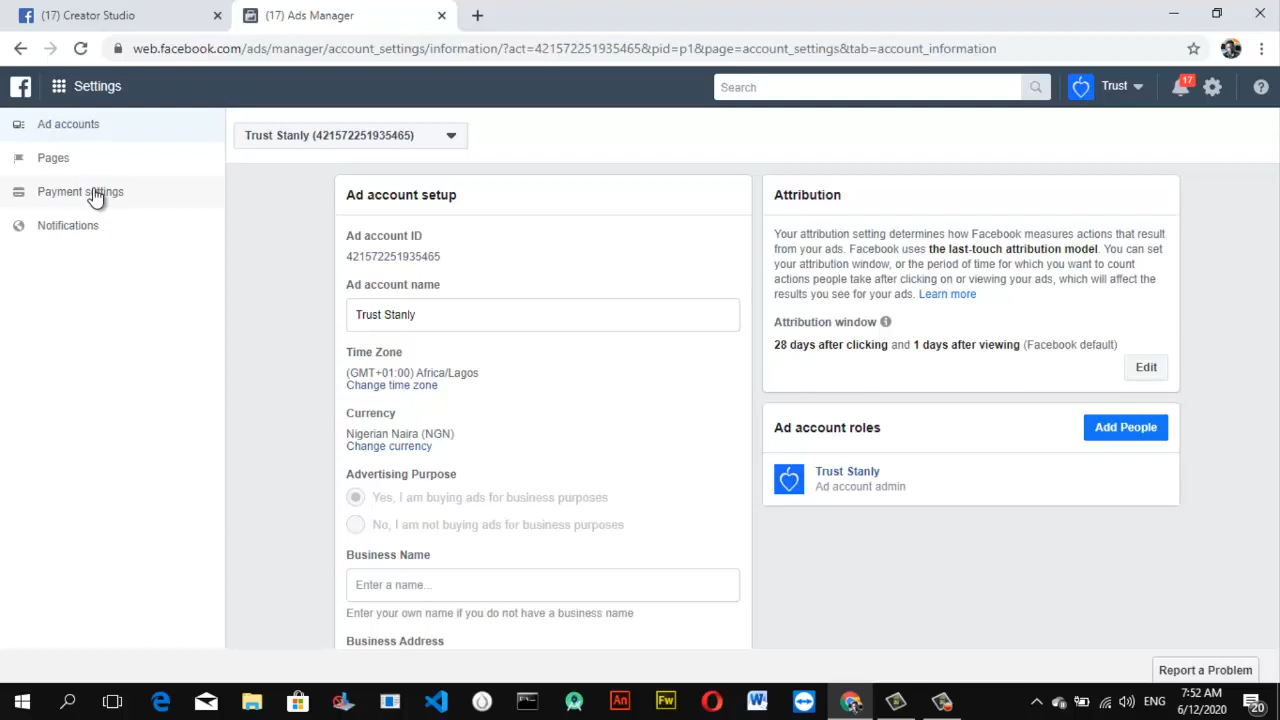 (17) Creator Studio
(17) Ads Manager
web.facebook.com/ads/manager/account_settings/information/?act=421572251935465&pid=p1&page=account_settings&tab=account_information
Settings
Search
Trust
17
Ad accounts
Pages
Payment settings
Notifications
Trust Stanly (421572251935465)
Ad account setup
Ad account ID
421572251935465
Ad account name
Trust Stanly
Time Zone
(GMT+01:00) Africa/Lagos
Change time zone
Currency
Nigerian Naira (NGN)
Change currency
Advertising Purpose
Yes, I am buying ads for business purposes
No, I am not buying ads for business purposes
Business Name
Enter a name...
Enter your own name if you do not have a business name
Business Address
Attribution
Your attribution setting determines how Facebook measures actions that result
from your ads. Facebook uses the last-touch attribution model. You can set
your attribution window, or the period of time for which you want to count
actions people take after clicking on or viewing your ads, which will affect the
results you see for your ads. Learn more
Attribution window
28 days after clicking and 1 days after viewing (Facebook default)
Edit
Ad account roles
Add People
Trust Stanly
Ad account admin
Report a Problem
An
Fw
ENG
7:52 AM
6/12/2020
20